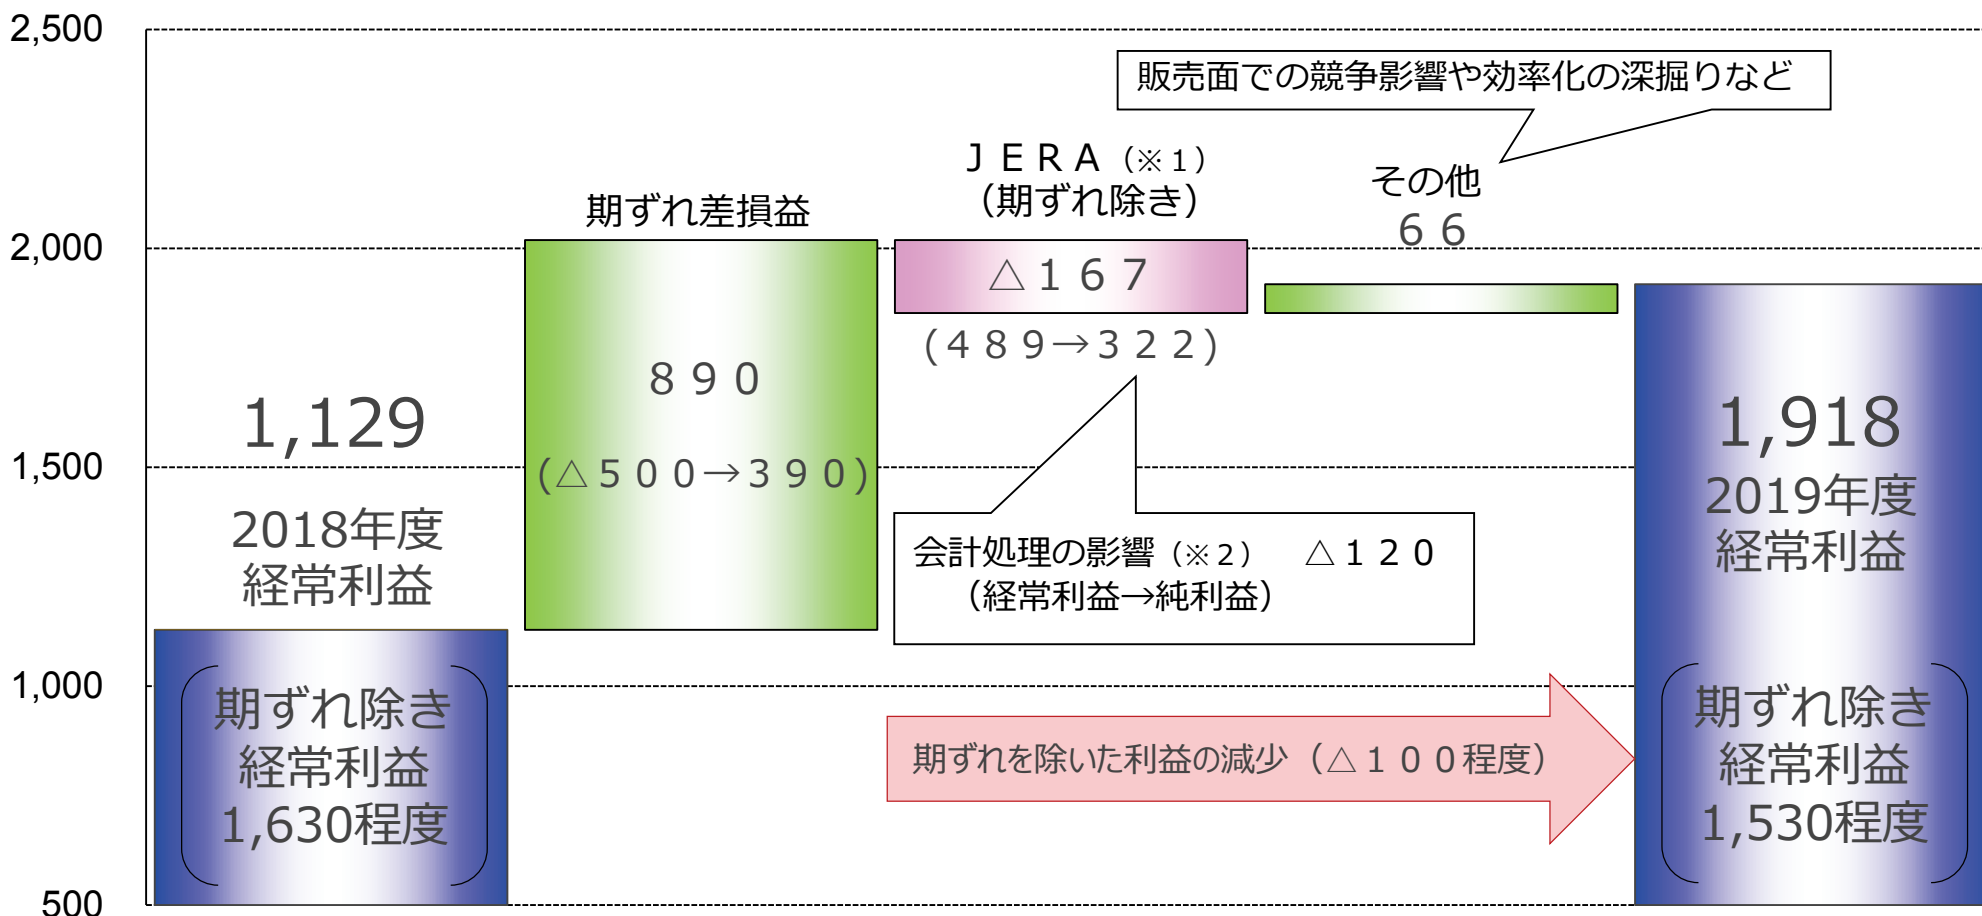 2,500
2,000
1,500
1,000
500
販売面での競争影響や効率化の深掘りなど
ＪＥＲＡ（※１）
（期ずれ除き）
その他
６６
期ずれ差損益
△１６７
（４８９→３２２）
８９０
（△５００→３９０）
1,129
2018年度
経常利益
1,918
2019年度
経常利益
会計処理の影響（※２）　△１２０
（経常利益→純利益）
期ずれ除き
経常利益
1,630程度
期ずれを除いた利益の減少（△１００程度）
期ずれ除き
経常利益
1,530程度